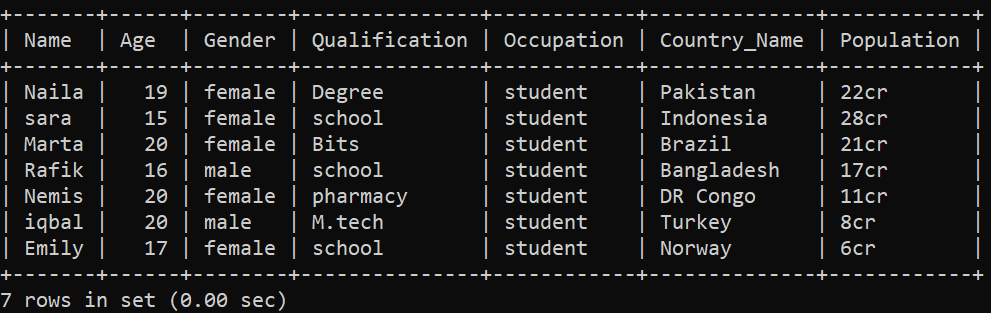 +-------+------+--------+---------------+------------+--------------+------------+
| Name  | Age  | Gender | Qualification | Occupation | Country_Name | Population |
+-------+------+--------+---------------+------------+--------------+------------+
| Naila |   19 | female | Degree        | student    | Pakistan     | 22cr       |
| sara  |   15 | female | school        | student    | Indonesia    | 28cr       |
| Marta |   20 | female | Bits          | student    | Brazil       | 21cr       |
| Rafik |   16 | male   | school        | student    | Bangladesh   | 17cr       |
| Nemis |   20 | female | pharmacy      | student    | DR Congo     | 11cr       |
| iqbal |   20 | male   | M.tech        | student    | Turkey       | 8cr        |
| Emily |   17 | female | school        | student    | Norway       | 6cr        |
+-------+------+--------+---------------+------------+--------------+------------+
7 rows in set (0.00 sec)